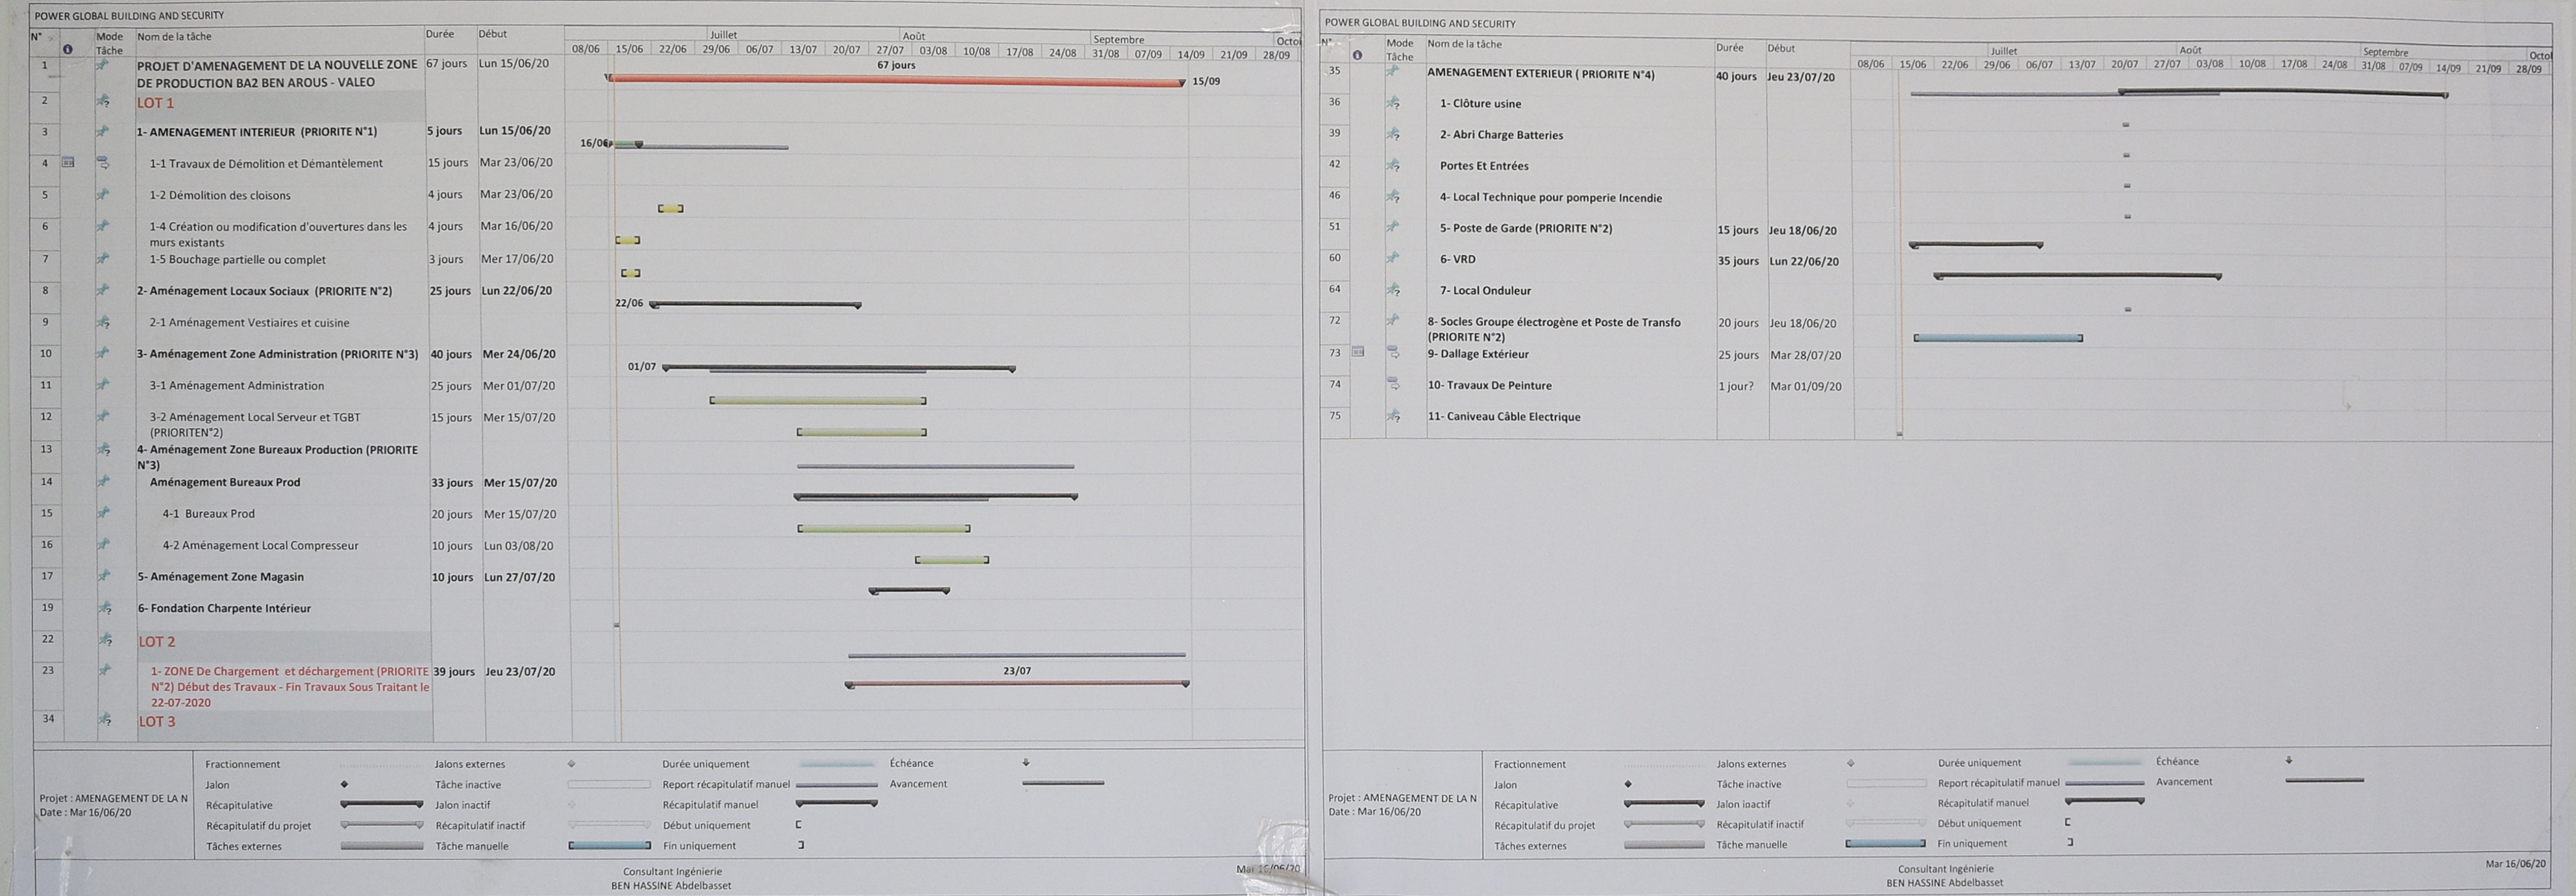 POWER GLOBAL BUILDING AND SECURITY
N° Mode Tâche Nom de la tâche Durée Début
Juillet Août Septembre Octo
08/06 15/06 22/06 29/06 06/07 13/07 20/07 27/07 03/08 10/08 17/08 24/08 31/08 07/09 14/09 21/09 28/09
1 PROJET D'AMENAGEMENT DE LA NOUVELLE ZONE 67 jours Lun 15/06/20 67 jours
DE PRODUCTION BA2 BEN AROUS - VALEO 15/09
2 LOT 1
3 1- AMENAGEMENT INTERIEUR (PRIORITE N°1) 5 jours Lun 15/06/20 16/06
4 1-1 Travaux de Démolition et Démantèlement 15 jours Mar 23/06/20
5 1-2 Démolition des cloisons 4 jours Mar 23/06/20
6 1-4 Création ou modification d'ouvertures dans les 4 jours Mar 16/06/20
murs existants
7 1-5 Bouchage partielle ou complet 3 jours Mer 17/06/20
8 2- Aménagement Locaux Sociaux (PRIORITE N°2) 25 jours Lun 22/06/20 22/06
9 2-1 Aménagement Vestiaires et cuisine
10 3- Aménagement Zone Administration (PRIORITE N°3) 40 jours Mer 24/06/20 01/07
11 3-1 Aménagement Administration 25 jours Mer 01/07/20
12 3-2 Aménagement Local Serveur et TGBT 15 jours Mer 15/07/20
(PRIORITEN°2)
13 4- Aménagement Zone Bureaux Production (PRIORITE
N°3)
14 Aménagement Bureaux Prod 33 jours Mer 15/07/20
15 4-1 Bureaux Prod 20 jours Mer 15/07/20
16 4-2 Aménagement Local Compresseur 10 jours Lun 03/08/20
17 5- Aménagement Zone Magasin 10 jours Lun 27/07/20
19 6- Fondation Charpente Intérieur
22 LOT 2
23 1- ZONE De Chargement et déchargement (PRIORITE 39 jours Jeu 23/07/20 23/07
N°2) Début des Travaux - Fin Travaux Sous Traitant le
22-07-2020
34 LOT 3
Projet : AMENAGEMENT DE LA N
Date : Mar 16/06/20
Fractionnement Jalons externes Durée uniquement Échéance
Jalon Tâche inactive Report récapitulatif manuel Avancement
Récapitulative Jalon inactif Récapitulatif manuel
Récapitulatif du projet Récapitulatif inactif Début uniquement
Tâches externes Tâche manuelle Fin uniquement
Consultant Ingénierie
BEN HASSINE Abdelbasset
Mar 16/06/20
POWER GLOBAL BUILDING AND SECURITY
N° Mode Tâche Nom de la tâche Durée Début
Juillet Août Septembre Octo
08/06 15/06 22/06 29/06 06/07 13/07 20/07 27/07 03/08 10/08 17/08 24/08 31/08 07/09 14/09 21/09 28/09
35 AMENAGEMENT EXTERIEUR ( PRIORITE N°4) 40 jours Jeu 23/07/20
36 1- Clôture usine
39 2- Abri Charge Batteries
42 Portes Et Entrées
46 4- Local Technique pour pomperie Incendie
51 5- Poste de Garde (PRIORITE N°2) 15 jours Jeu 18/06/20
60 6- VRD 35 jours Lun 22/06/20
64 7- Local Onduleur
72 8- Socles Groupe électrogène et Poste de Transfo 20 jours Jeu 18/06/20
(PRIORITE N°2)
73 9- Dallage Extérieur 25 jours Mar 28/07/20
74 10- Travaux De Peinture 1 jour? Mar 01/09/20
75 11- Caniveau Câble Electrique
Projet : AMENAGEMENT DE LA N
Date : Mar 16/06/20
Fractionnement Jalons externes Durée uniquement Échéance
Jalon Tâche inactive Report récapitulatif manuel Avancement
Récapitulative Jalon inactif Récapitulatif manuel
Récapitulatif du projet Récapitulatif inactif Début uniquement
Tâches externes Tâche manuelle Fin uniquement
Consultant Ingénierie
BEN HASSINE Abdelbasset
Mar 16/06/20